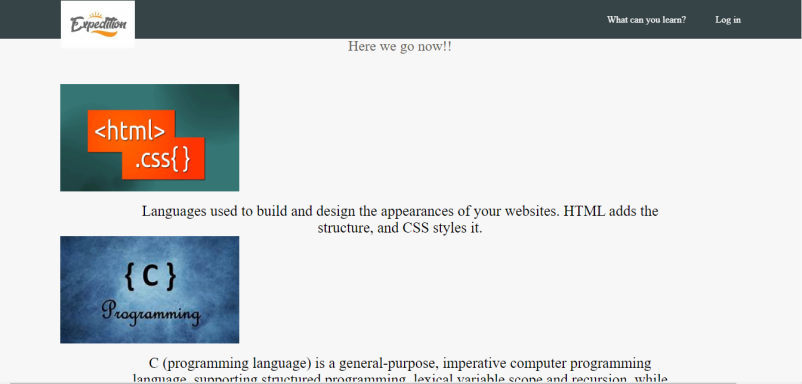 Expedition
What can you learn? Log in
Here we go now!!
<html>
.css{}
Languages used to build and design the appearances of your websites. HTML adds the
structure, and CSS styles it.
{ C }
Programming
C (programming language) is a general-purpose, imperative computer programming
language, supporting structured programming, lexical variable scope and recursion, while